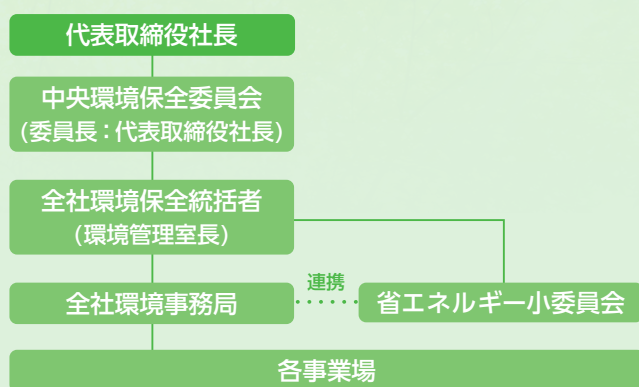 代表取締役社長
中央環境保全委員会
(委員長：代表取締役社長)
全社環境保全統括者
(環境管理室長)
連携
全社環境事務局
省エネルギー小委員会
各事業場